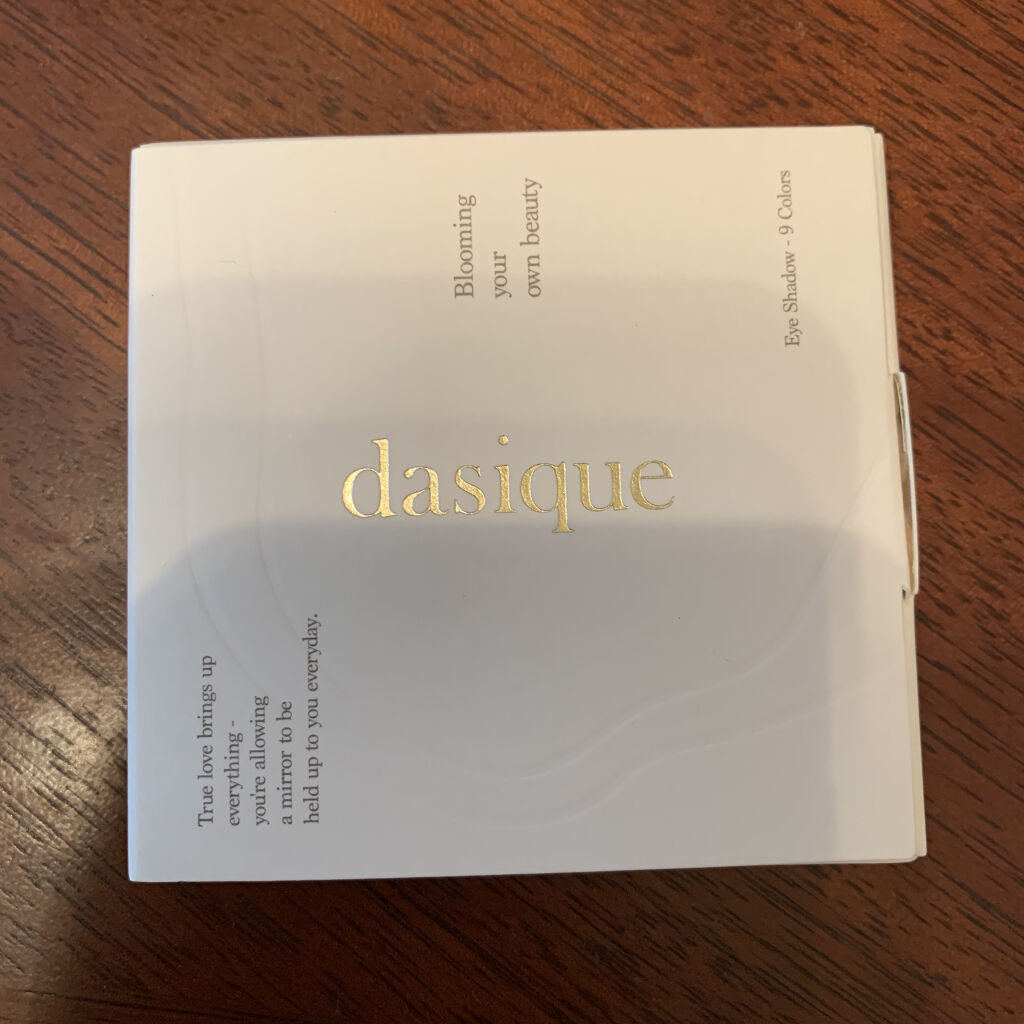 True love brings up
everything -
you're allowing
a mirror to be
held up to you everyday.
dasique
Blooming
your
own beauty
Eye Shadow - 9 Colors